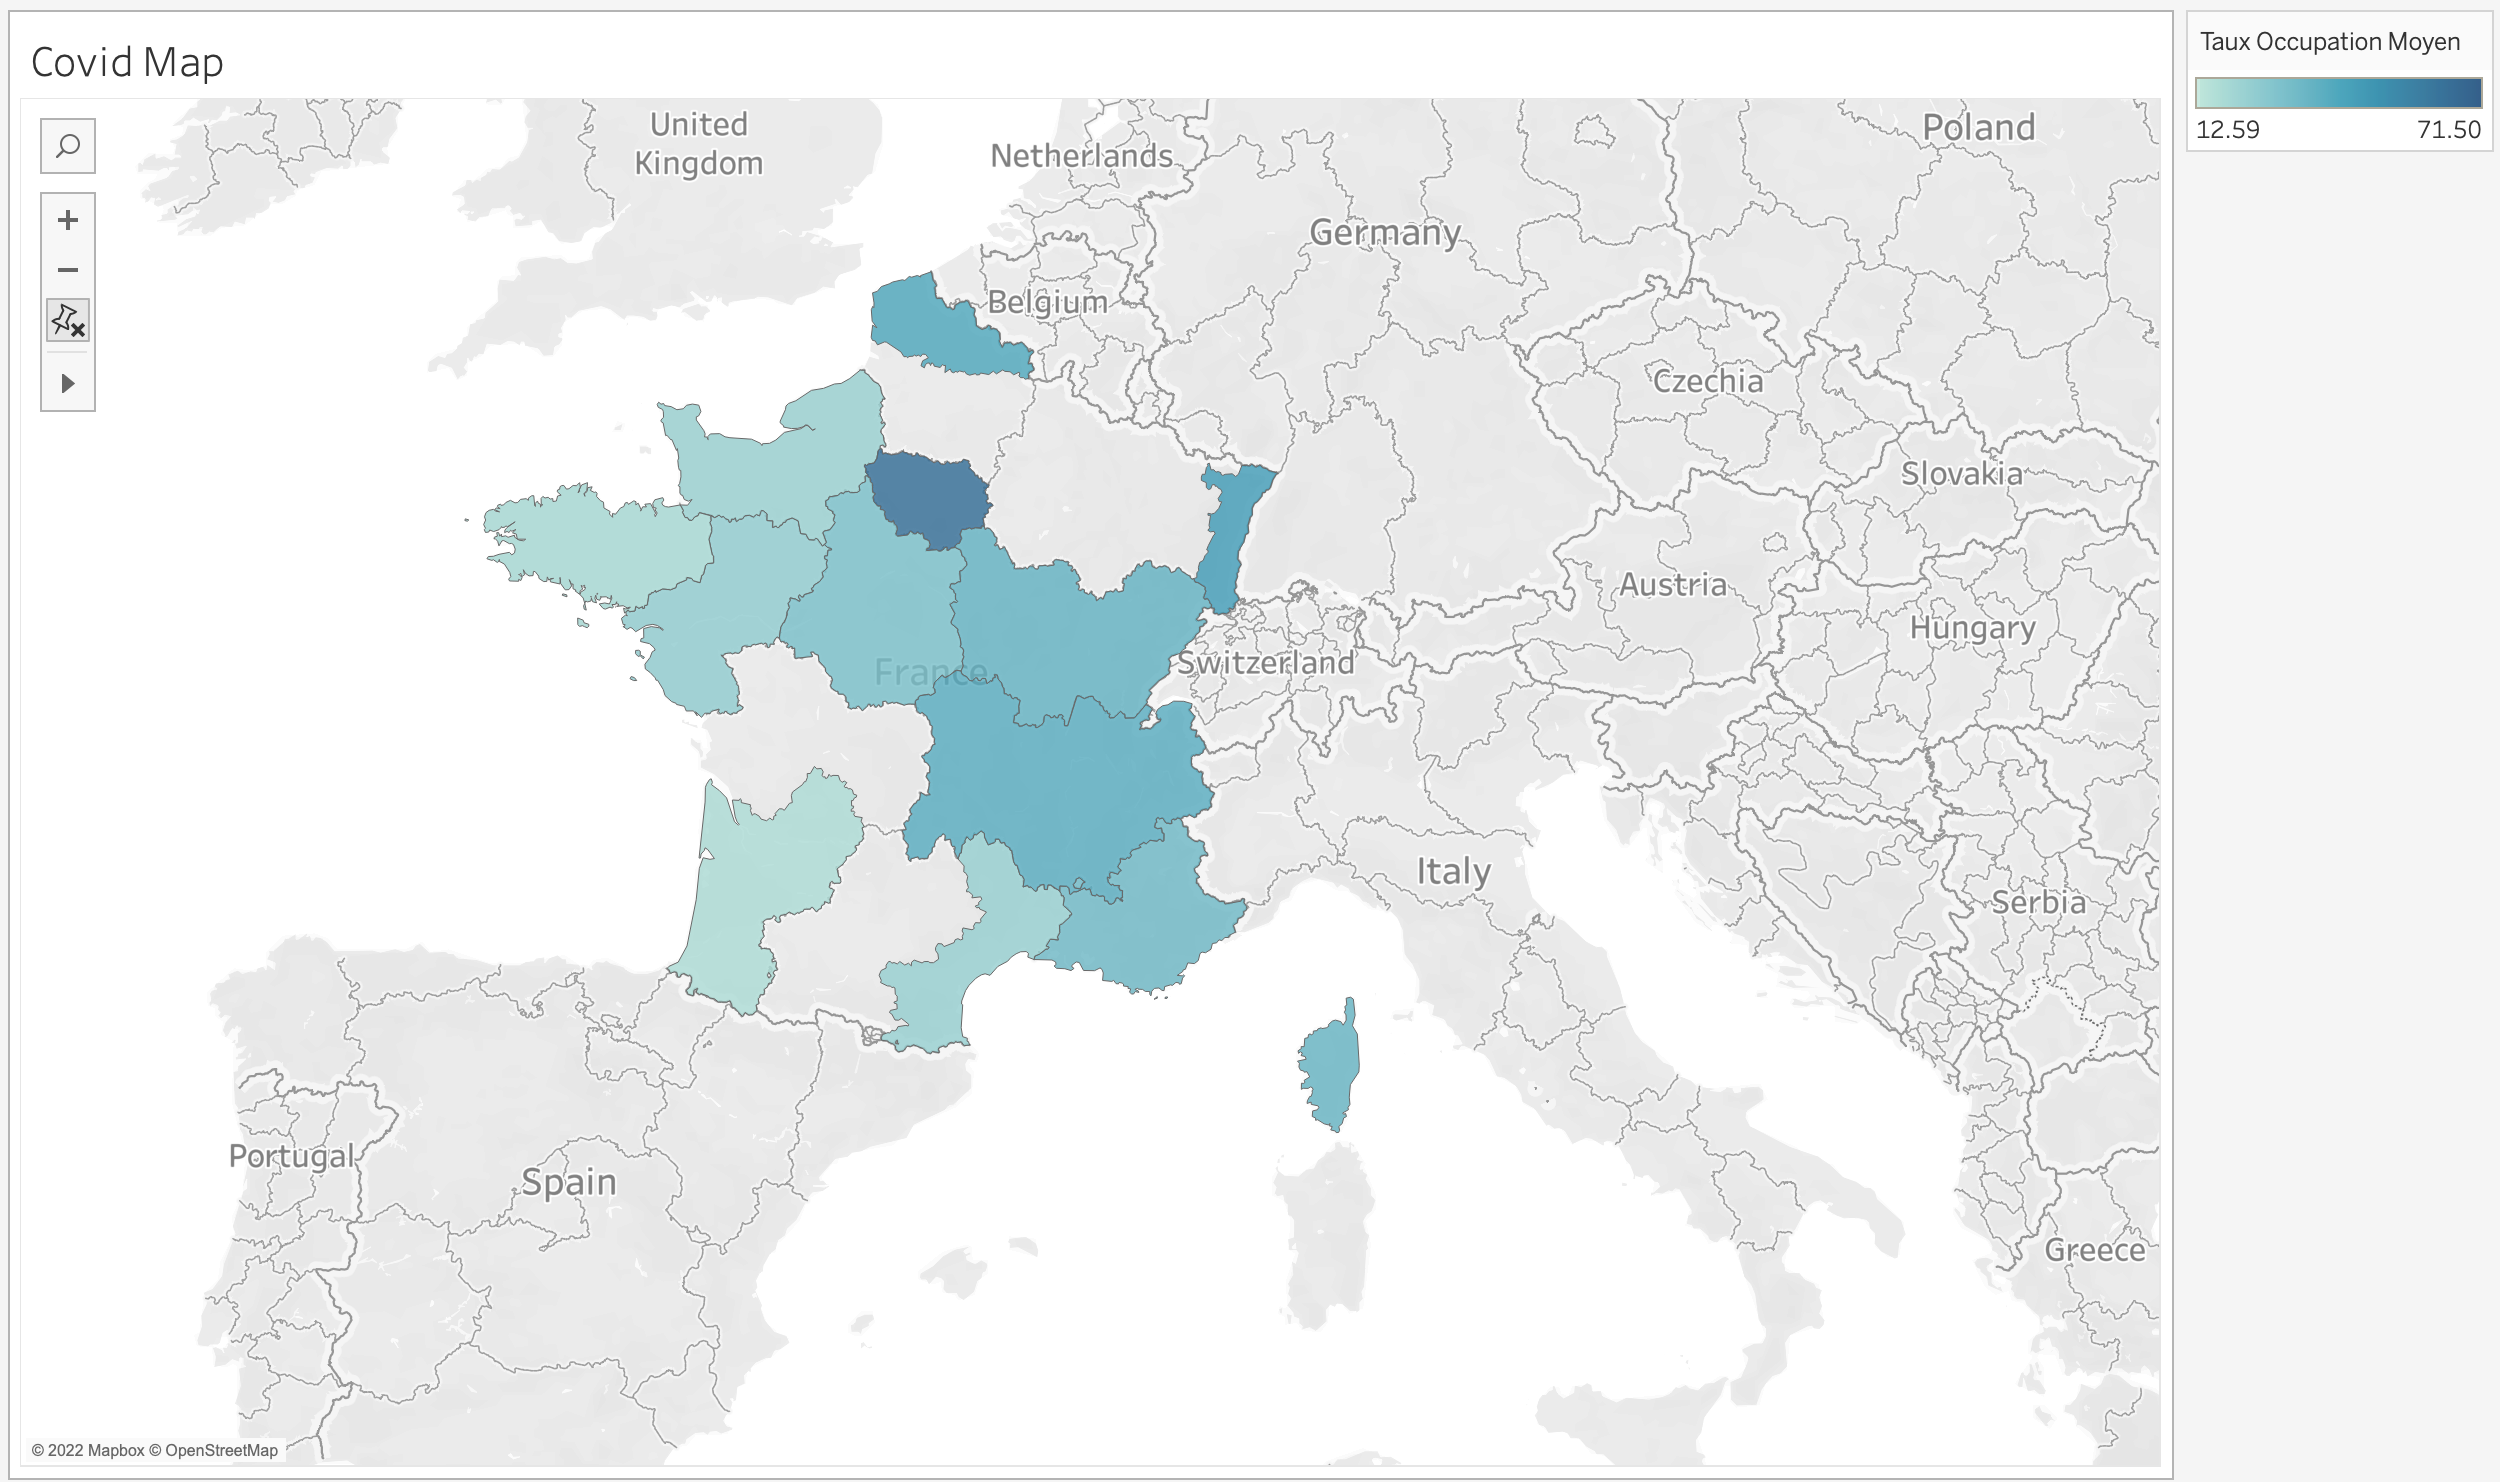 Covid Map
Taux Occupation Moyen
12.59 71.50
United
Kingdom
Netherlands
Poland
Germany
Belgium
Czechia
Slovakia
Austria
Hungary
Switzerland
France
Italy
Serbia
Portugal
Spain
Greece
© 2022 Mapbox © OpenStreetMap